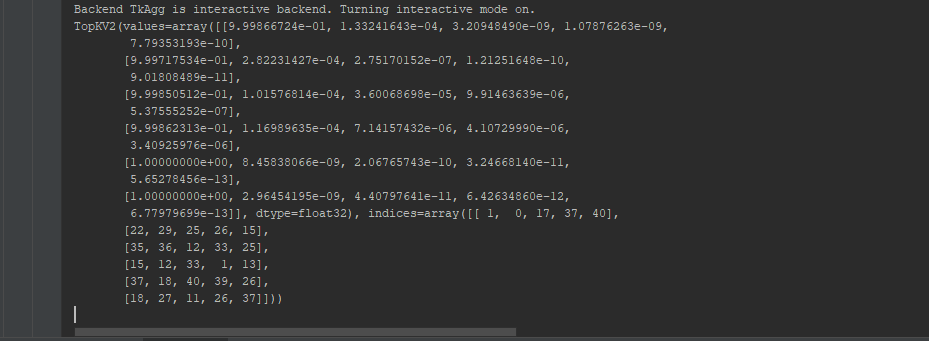 Backend TkAgg is interactive backend. Turning interactive mode on.
TopKV2(values=array([[9.99866724e-01, 1.33241643e-04, 3.20948490e-09, 1.07876263e-09,
7.79353193e-10],
[9.99717534e-01, 2.82231427e-04, 2.75170152e-07, 1.21251648e-10,
9.01808489e-11],
[9.99850512e-01, 1.01576814e-04, 3.60068698e-05, 9.91463639e-06,
5.37555252e-07],
[9.99862313e-01, 1.16989635e-04, 7.14157432e-06, 4.10729990e-06,
3.40925976e-06],
[1.00000000e+00, 8.45838066e-09, 2.06765743e-10, 3.24668140e-11,
5.65278456e-13],
[1.00000000e+00, 2.96454195e-09, 4.40797641e-11, 6.42634860e-12,
6.77979699e-13]], dtype=float32), indices=array([[ 1,  0, 17, 37, 40],
[22, 29, 25, 26, 15],
[35, 36, 12, 33, 25],
[15, 12, 33,  1, 13],
[37, 18, 40, 39, 26],
[18, 27, 11, 26, 37]]))